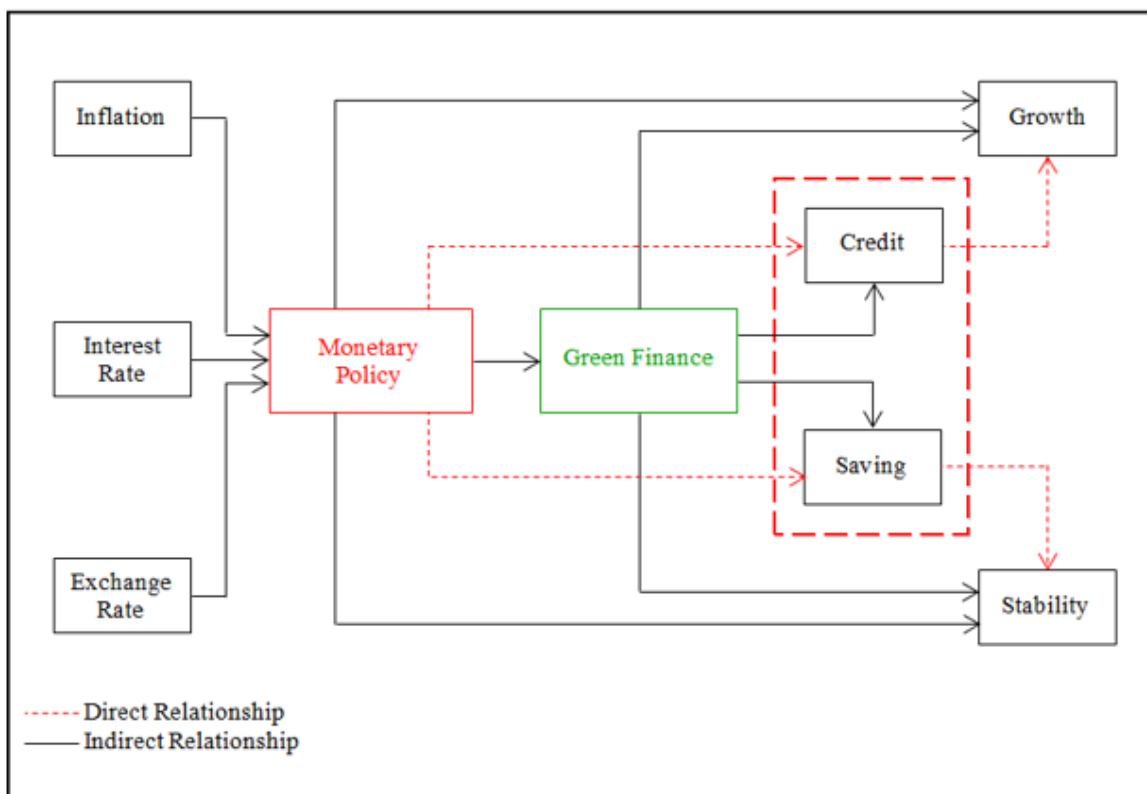 Inflation
Growth
Credit
Interest
Rate
Monetary
Policy
Green Finance
Saving
Exchange
Rate
Stability
Direct Relationship
Indirect Relationship